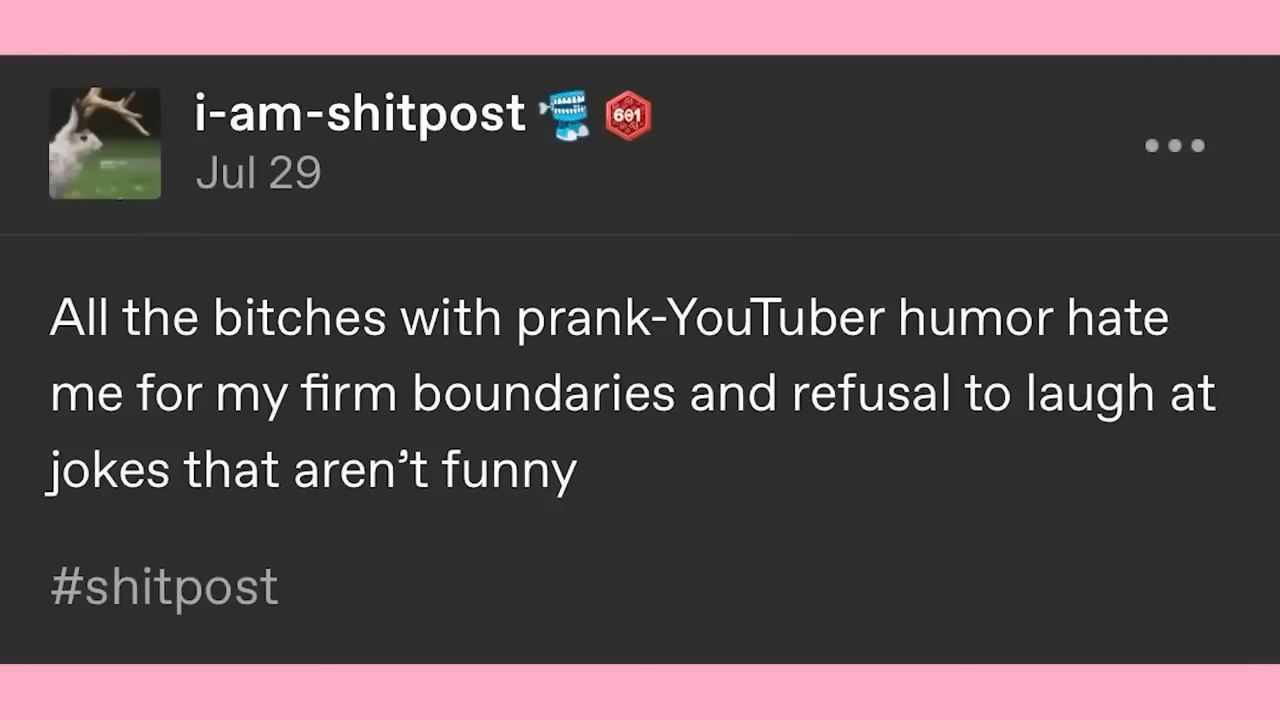 i-am-shitpost
601
Jul 29
All the bitches with prank-YouTuber humor hate
me for my firm boundaries and refusal to laugh at
jokes that aren’t funny
#shitpost